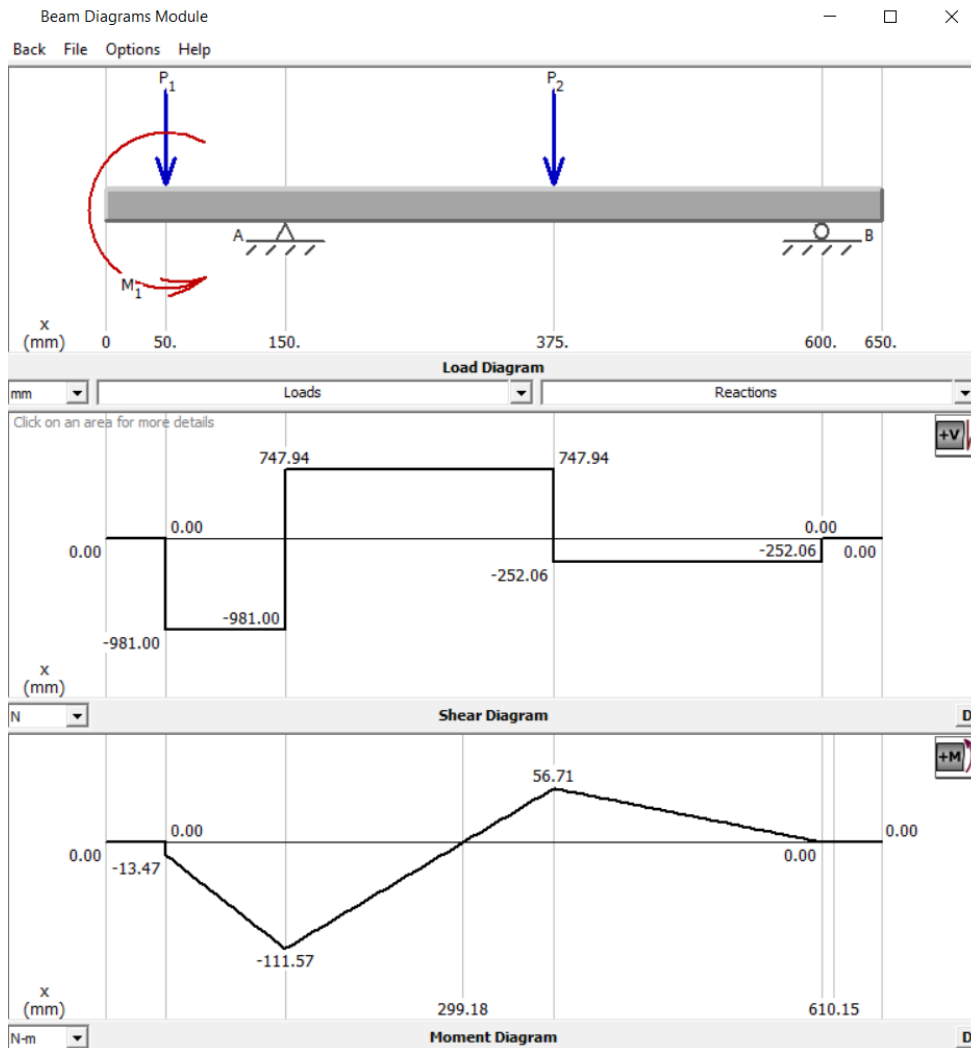 Beam Diagrams Module
Back File Options Help
P1 P2
A B
M1
x
(mm) 0 50. 150. 375. 600. 650.
Load Diagram
mm Loads Reactions
Click on an area for more details
+V
747.94 747.94
0.00 0.00
0.00 -252.06 0.00
-252.06
-981.00
-981.00
x
(mm)
N Shear Diagram D
+M
56.71
0.00 0.00
0.00 0.00
-13.47
-111.57
x
(mm) 299.18 610.15
N-m Moment Diagram D